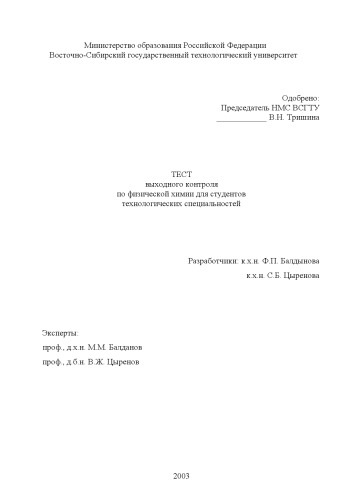 Министерство образования Российской Федерации
Восточно-Сибирский государственный технологический университет
Одобрено:
Председатель НМС ВСГТУ
____________ В.Н. Тришина
ТЕСТ
выходного контроля
по физической химии для студентов
технологических специальностей
Разработчики: к.х.н. Ф.П. Балдынова
к.х.н. С.Б. Цыренова
Эксперты:
проф., д.х.н. М.М. Балданов
проф., д.б.н. В.Ж. Цыренов
2003